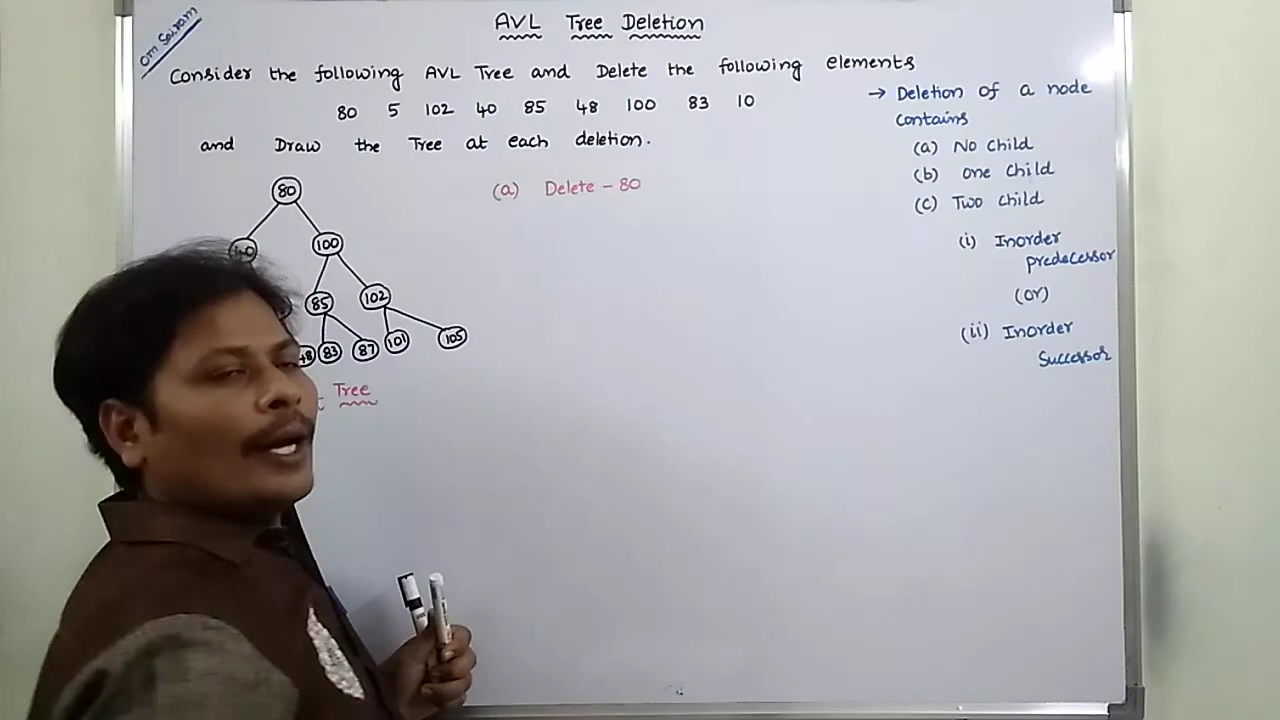 Om Sairam
AVL Tree Deletion
Consider the following AVL Tree and Delete the following elements
80 5 102 40 85 48 100 83 10
and Draw the Tree at each deletion.
(a) Delete - 80
80
100
85 102
83 87 101 105
Tree
→ Deletion of a node
contains
(a) No child
(b) one child
(c) Two child
(i) Inorder
predecessor
(or)
(ii) Inorder
Successor